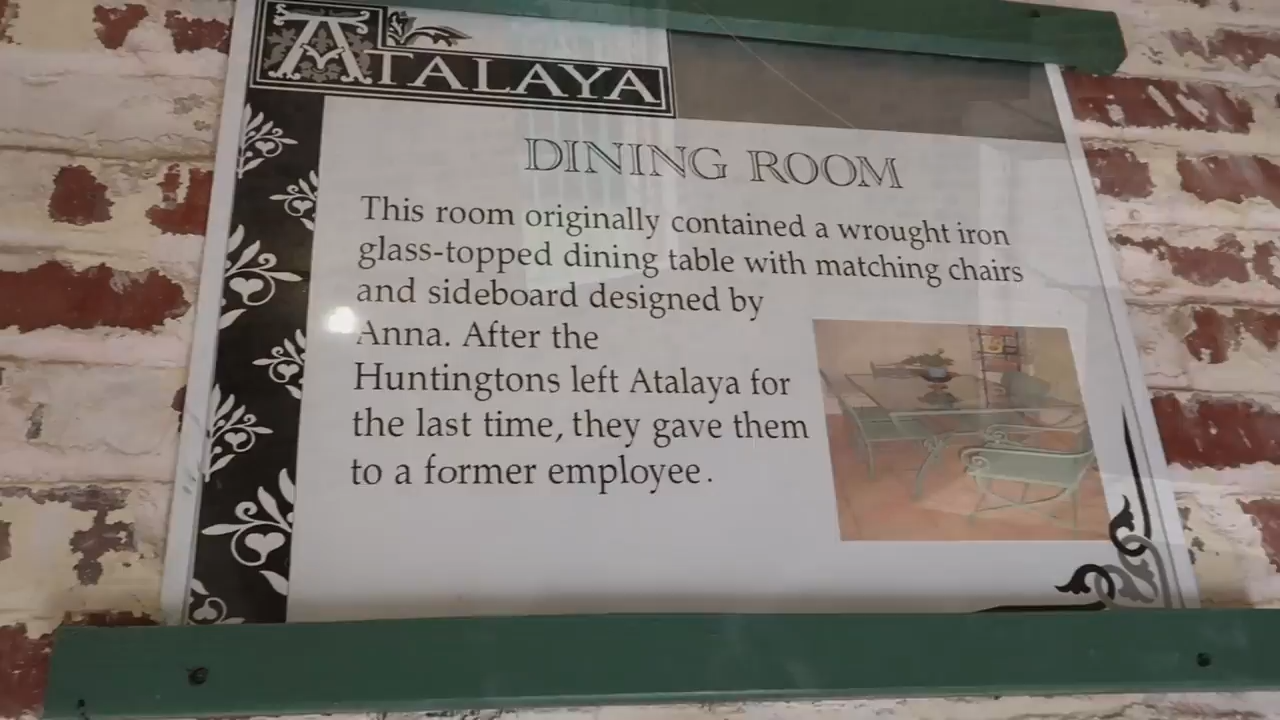 ATALAYA
DINING ROOM
This room originally contained a wrought iron
glass-topped dining table with matching chairs
and sideboard designed by
Anna. After the
Huntingtons left Atalaya for
the last time, they gave them
to a former employee.